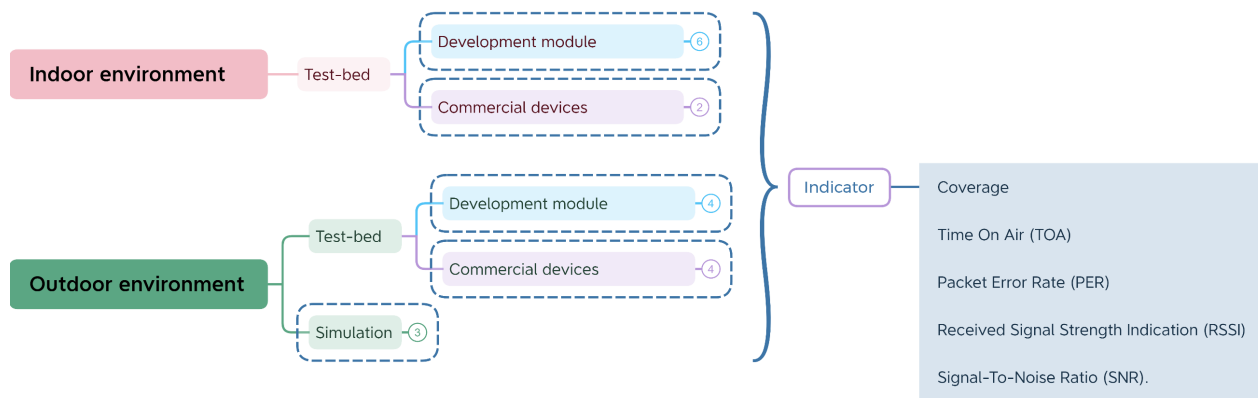 Indoor environment
Test-bed
Development module
6
Commercial devices
2
Outdoor environment
Test-bed
Development module
4
Commercial devices
4
Simulation
3
Indicator
Coverage
Time On Air (TOA)
Packet Error Rate (PER)
Received Signal Strength Indication (RSSI)
Signal-To-Noise Ratio (SNR).